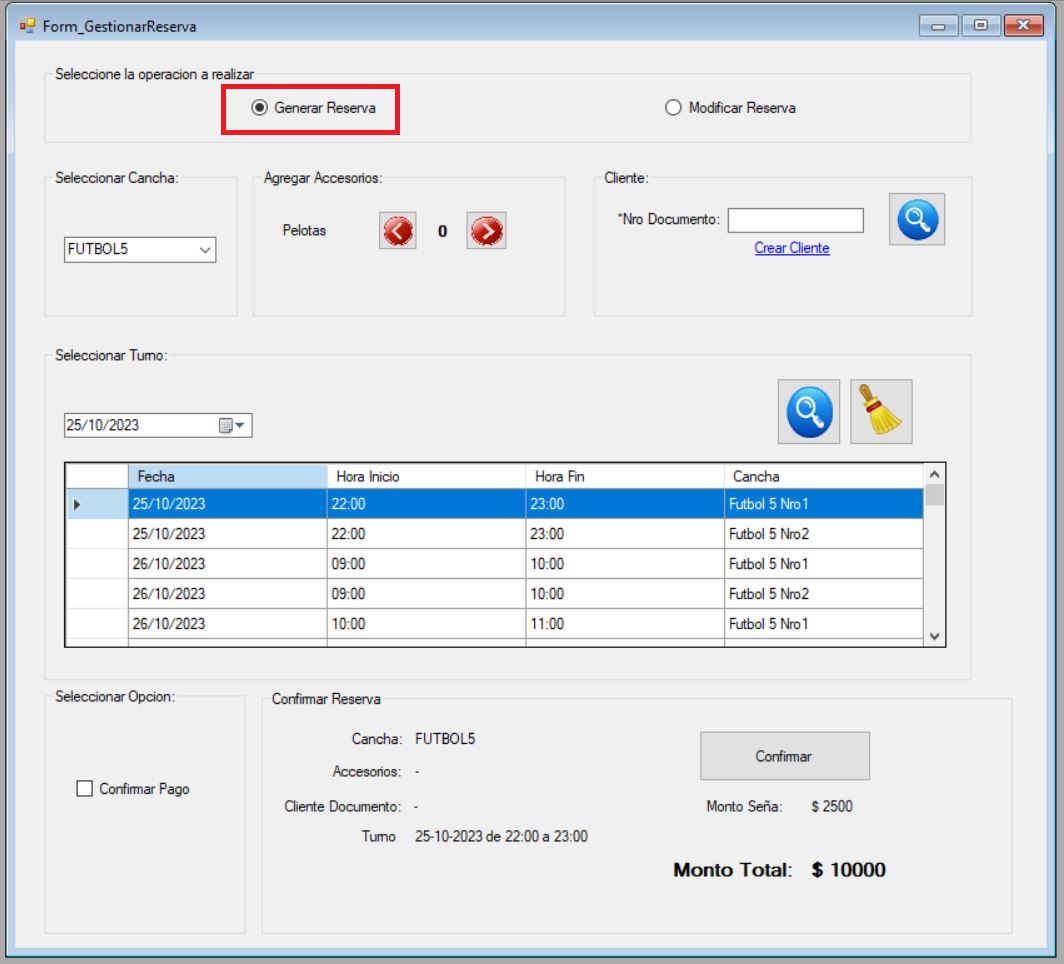 Form_GestionarReserva
Seleccione la operacion a realizar
Generar Reserva Modificar Reserva
Seleccionar Cancha: Agregar Accesorios: Cliente:
*Nro Documento:
Pelotas 0
FUTBOL5 Crear Cliente
Seleccionar Turno:
25/10/2023
Fecha Hora Inicio Hora Fin Cancha
25/10/2023 22:00 23:00 Futbol 5 Nro1
25/10/2023 22:00 23:00 Futbol 5 Nro2
26/10/2023 09:00 10:00 Futbol 5 Nro1
26/10/2023 09:00 10:00 Futbol 5 Nro2
26/10/2023 10:00 11:00 Futbol 5 Nro1
Seleccionar Opcion:
Confirmar Pago
Confirmar Reserva
Cancha: FUTBOL5
Accesorios: -
Cliente Documento: -
Turno 25-10-2023 de 22:00 a 23:00
Confirmar
Monto Seña: $ 2500
Monto Total: $ 10000